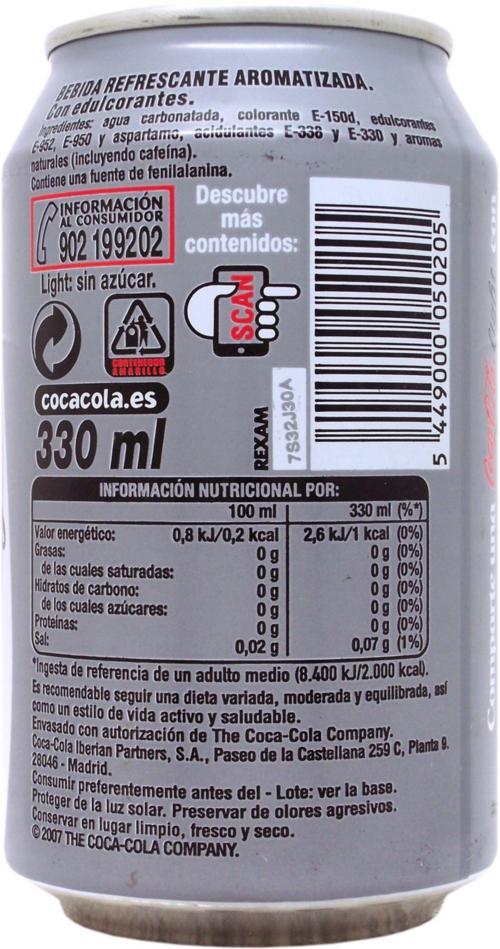 BEBIDA REFRESCANTE AROMATIZADA.
Con edulcorantes.
Ingredientes: agua carbonatada, colorante E-150d, edulcorantes
E-952, E-950 y aspartamo, acidulantes E-338 y E-330 y aromas
naturales (incluyendo cafeína).
Contiene una fuente de fenilalanina.
INFORMACIÓN
AL CONSUMIDOR
902 199202
Light: sin azúcar.
Descubre
más
contenidos:
SCAN
CONTENEDOR
AMARILLO
cocacola.es
330 ml
REXAM
7S32J30A
5 449000 050205
INFORMACIÓN NUTRICIONAL POR:
100 ml 330 ml (%*)
Valor energético: 0,8 kJ/0,2 kcal 2,6 kJ/1 kcal (0%)
Grasas: 0 g 0 g (0%)
de las cuales saturadas: 0 g 0 g (0%)
Hidratos de carbono: 0 g 0 g (0%)
de los cuales azúcares: 0 g 0 g (0%)
Proteínas: 0 g 0 g (0%)
Sal: 0,02 g 0,07 g (1%)
*Ingesta de referencia de un adulto medio (8.400 kJ/2.000 kcal).
Es recomendable seguir una dieta variada, moderada y equilibrada, así
como un estilo de vida activo y saludable.
Envasado con autorización de The Coca-Cola Company.
Coca-Cola Iberian Partners, S.A., Paseo de la Castellana 259 C, Planta 9.
28046 - Madrid.
Consumir preferentemente antes del - Lote: ver la base.
Proteger de la luz solar. Preservar de olores agresivos.
Conservar en lugar limpio, fresco y seco.
© 2007 THE COCA-COLA COMPANY.